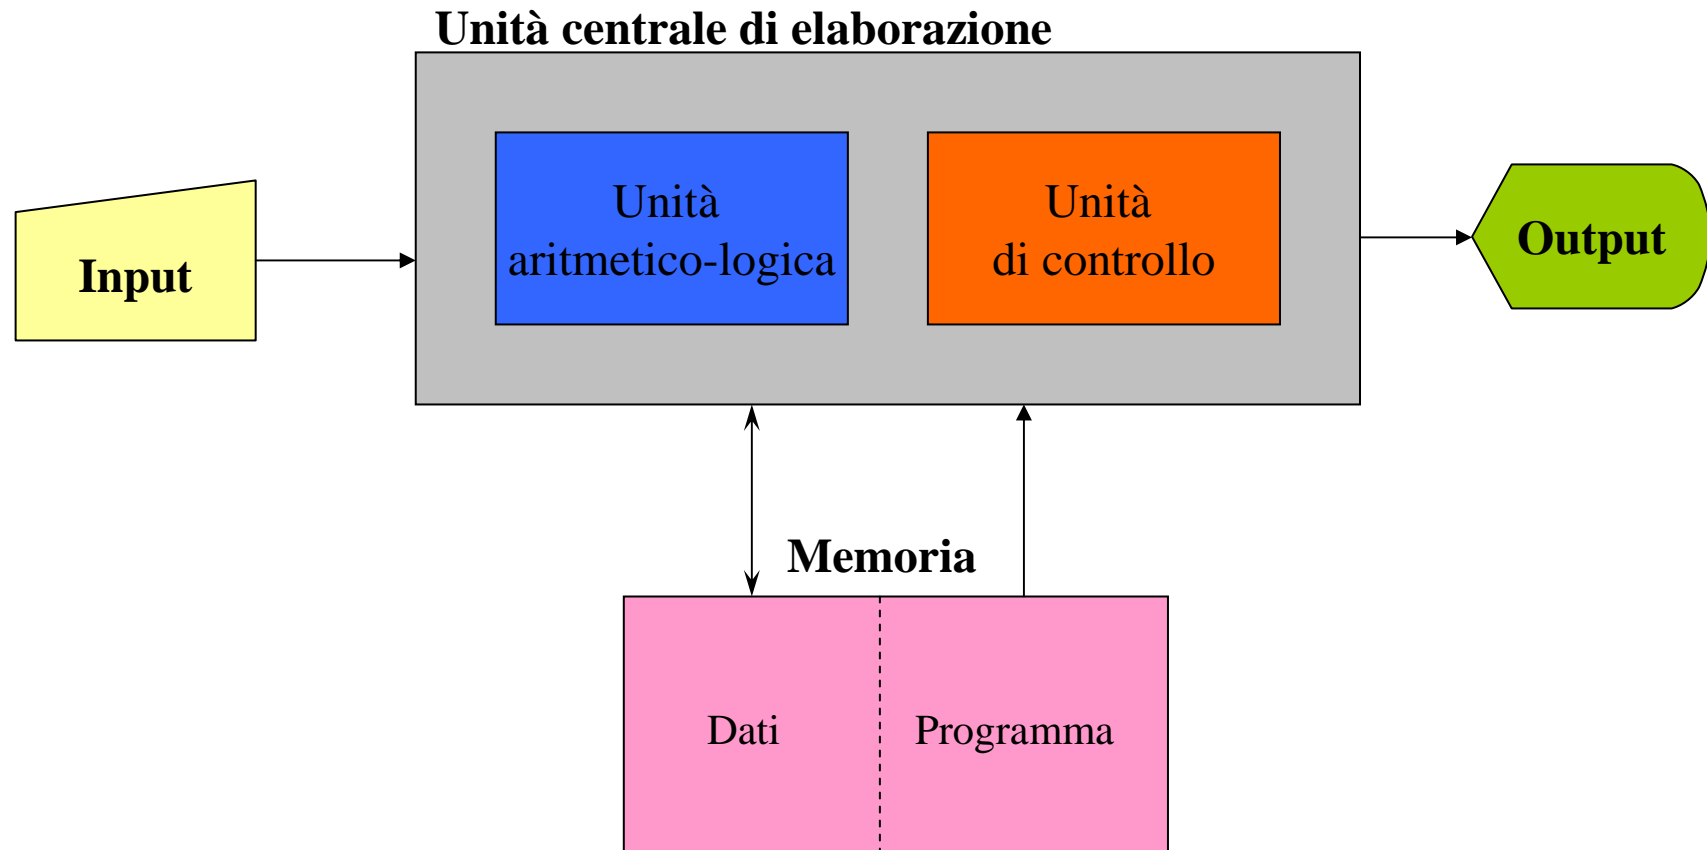 Unità centrale di elaborazione
Input
Unità
aritmetico-logica
Unità
di controllo
Output
Memoria
Dati
Programma